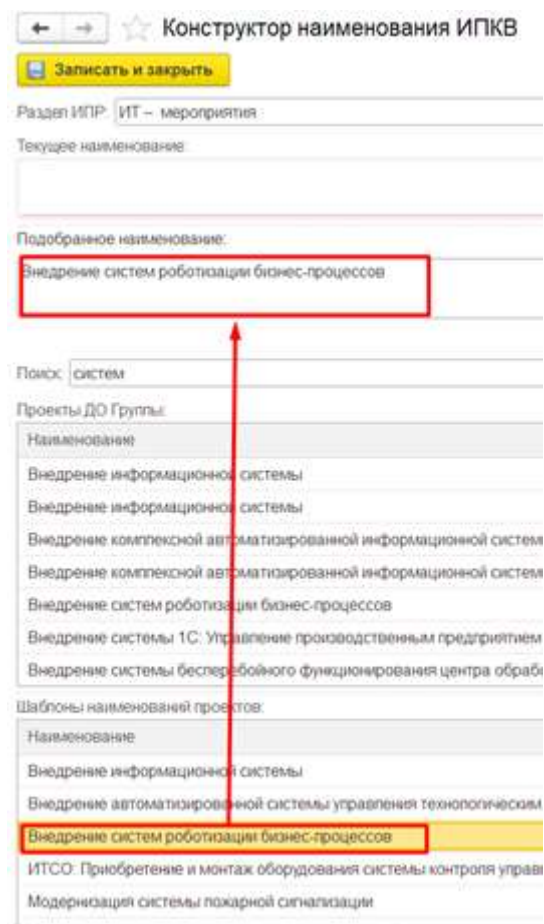 Конструктор наименования ИПКВ
Записать и закрыть
Раздел ИПР: ИТ – мероприятия
Текущее наименование:
Подобранное наименование:
Внедрение систем роботизации бизнес-процессов
Поиск: систем
Проекты ДО Группы:
Наименование
Внедрение информационной системы
Внедрение информационной системы
Внедрение комплексной автоматизированной информационной систем
Внедрение комплексной автоматизированной информационной систем
Внедрение систем роботизации бизнес-процессов
Внедрение системы 1С: Управление производственным предприятием
Внедрение системы бесперебойного функционирования центра обраб
Шаблоны наименований проектов:
Наименование
Внедрение информационной системы
Внедрение автоматизированной системы управления технологическим
Внедрение систем роботизации бизнес-процессов
ИТСО: Приобретение и монтаж оборудования системы контроля управ
Модернизация системы пожарной сигнализации